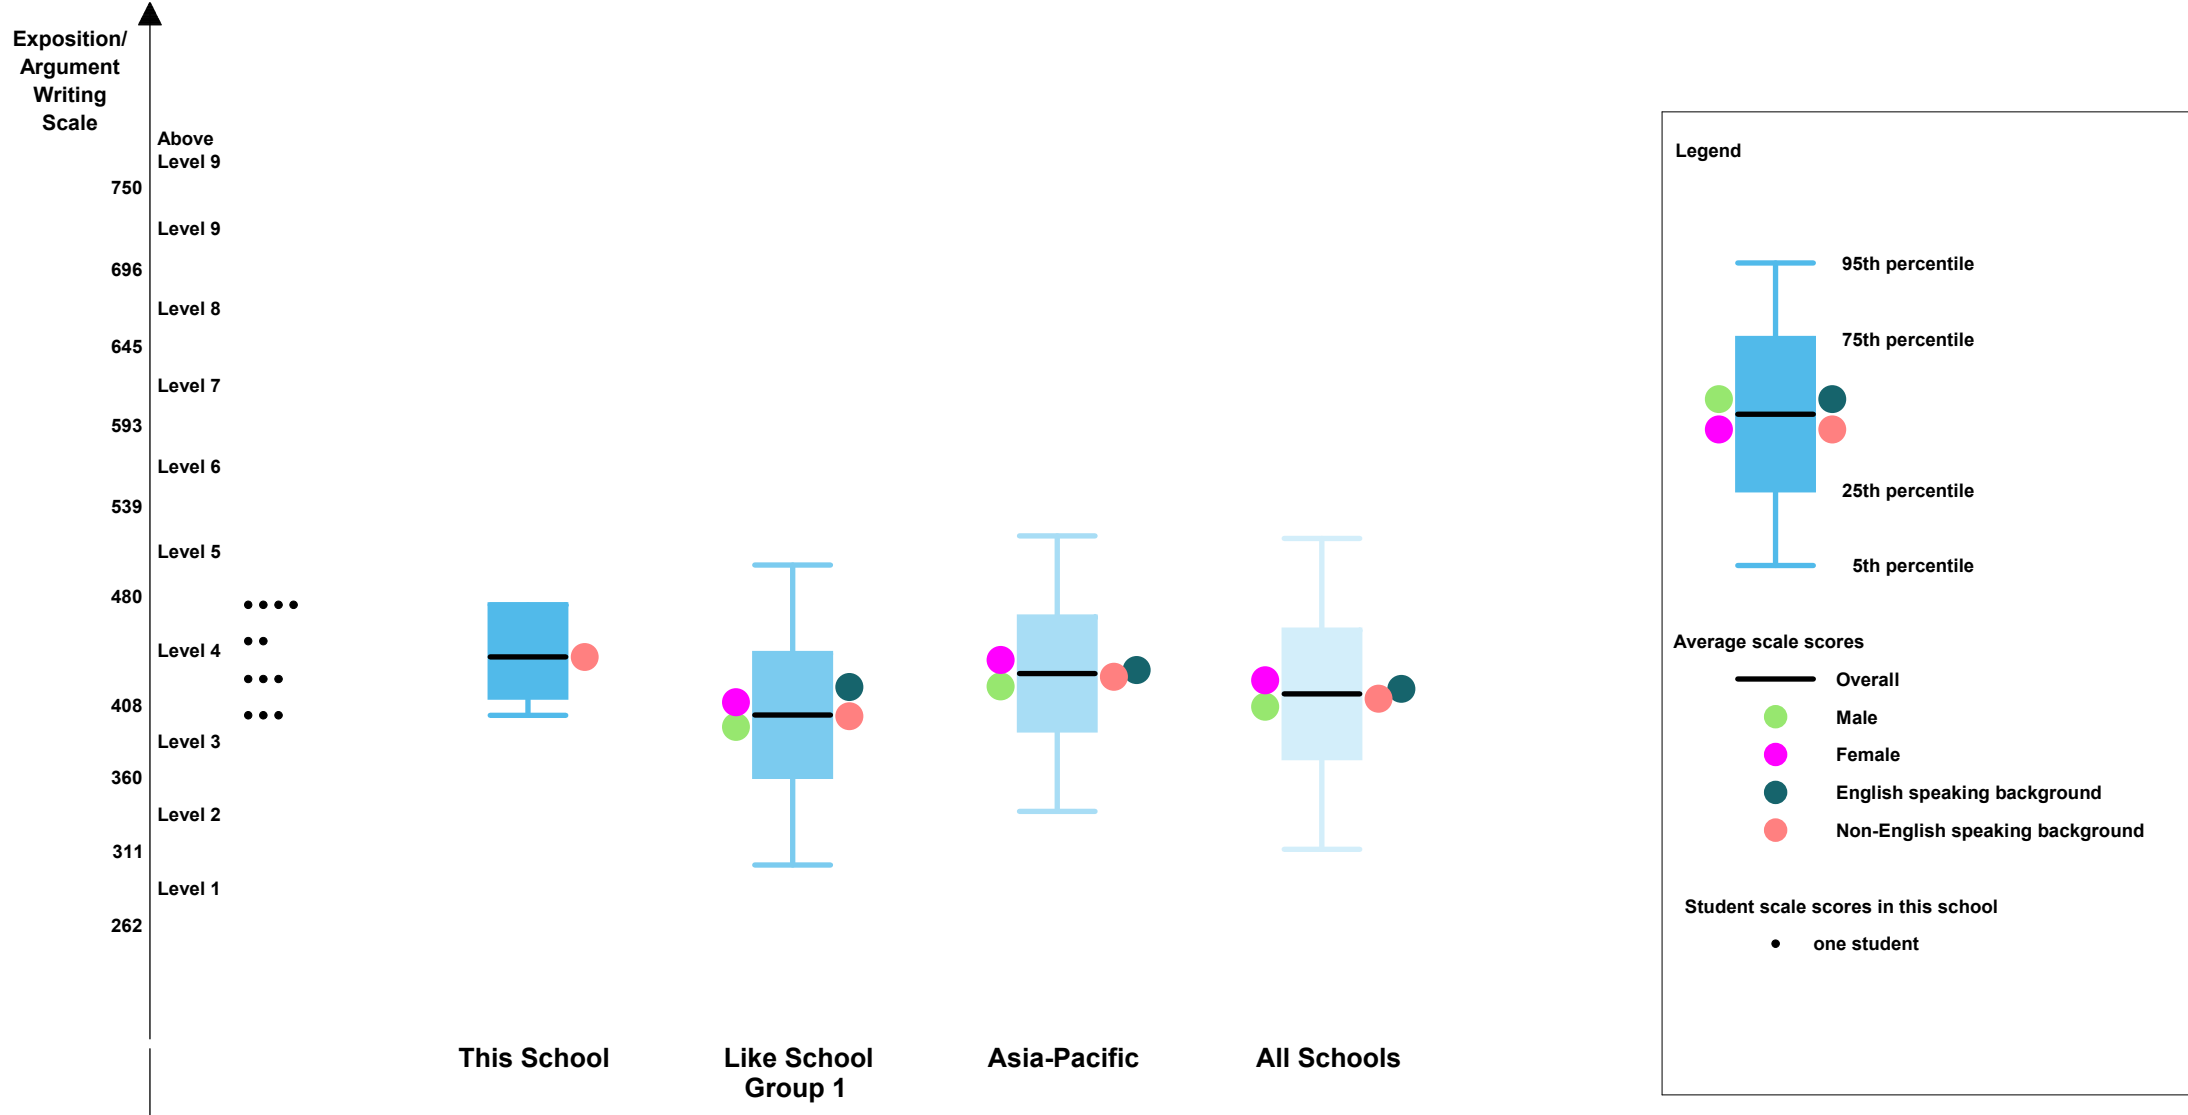 Exposition/
Argument
Writing
Scale
Above
Level 9
750
Level 9
696
Level 8
645
Level 7
593
Level 6
539
Level 5
480
Level 4
408
Level 3
360
Level 2
311
Level 1
262
This School
Like School
Group 1
Asia-Pacific
All Schools
Legend
95th percentile
75th percentile
25th percentile
5th percentile
Average scale scores
Overall
Male
Female
English speaking background
Non-English speaking background
Student scale scores in this school
one student